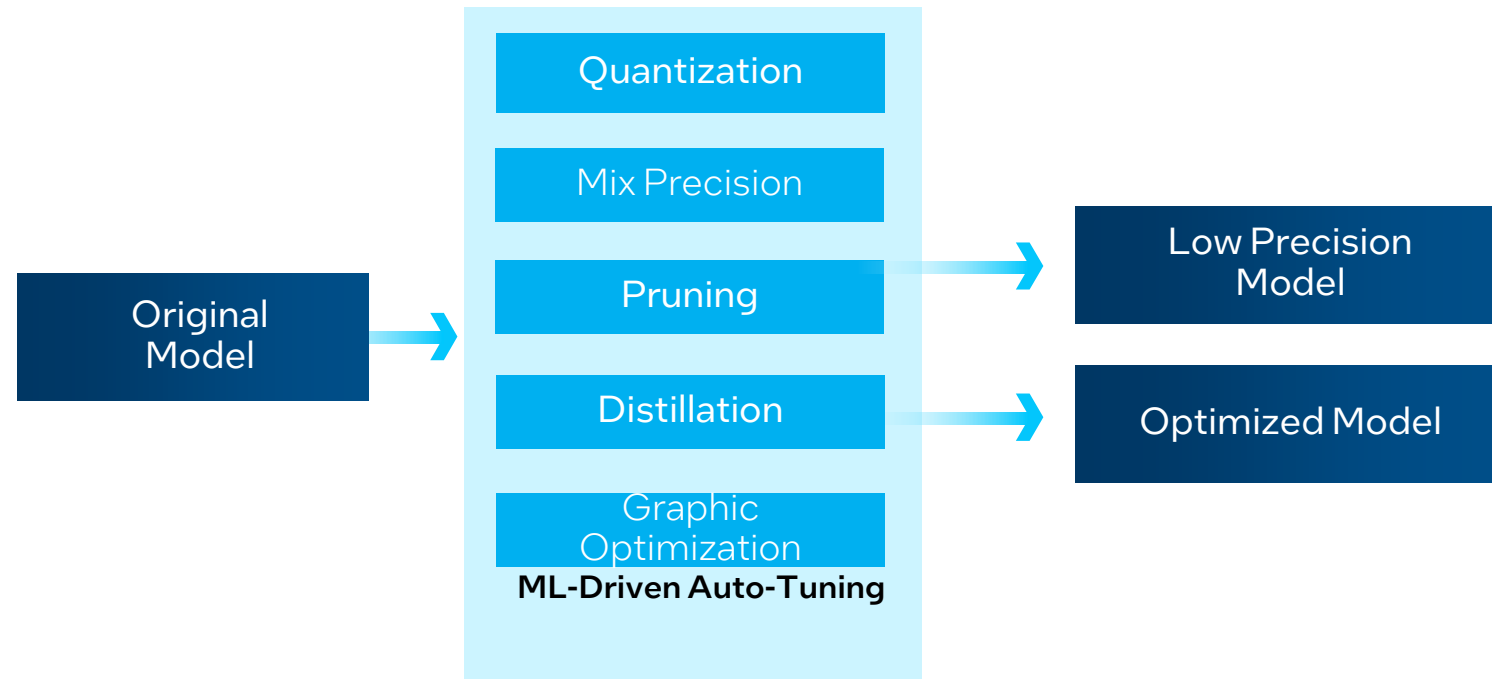 Original
Model
Quantization
Mix Precision
Pruning
Distillation
Graphic
Optimization
ML-Driven Auto-Tuning
Low Precision
Model
Optimized Model